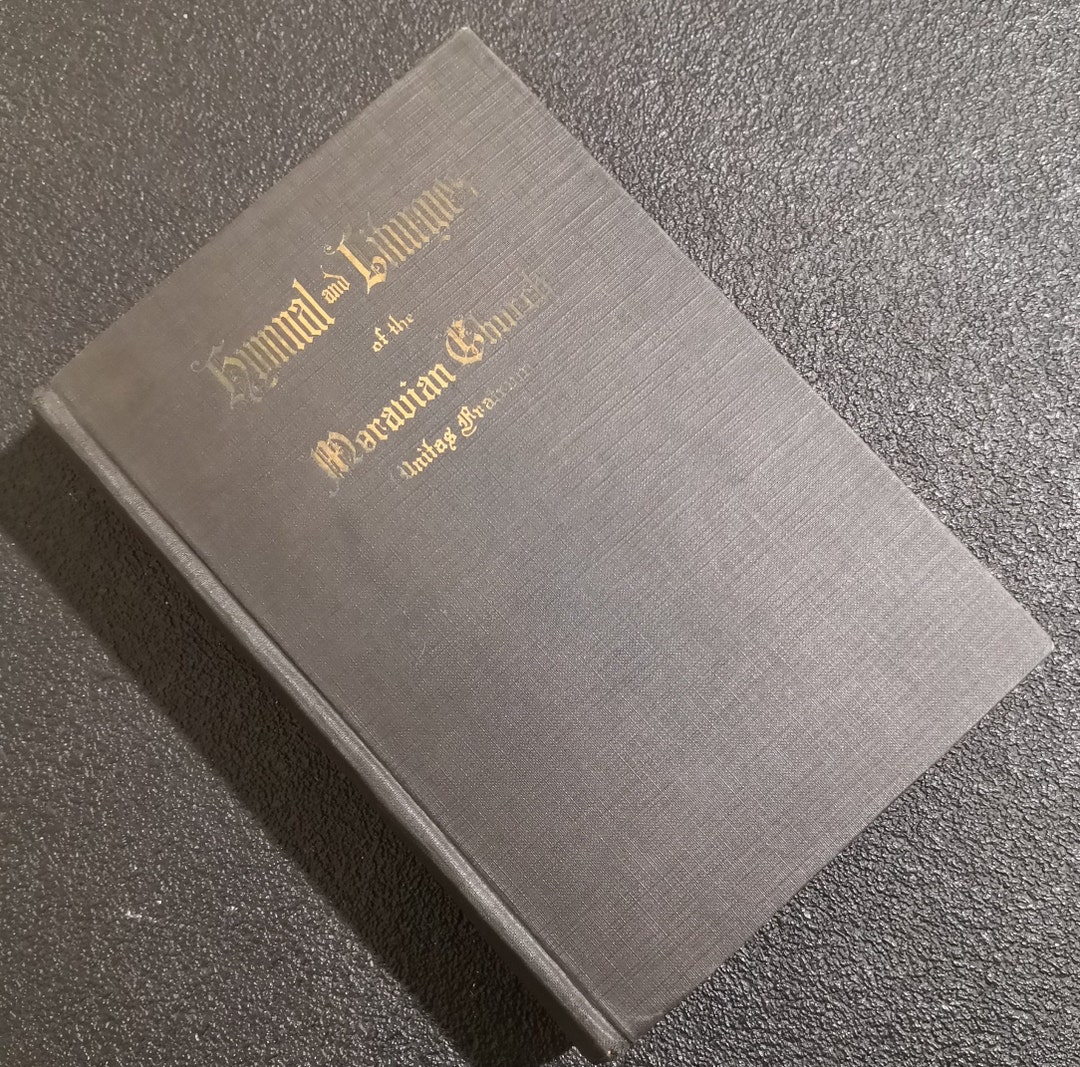 Hymnal and Liturgies
of the
Moravian Church
(Unitas Fratrum)